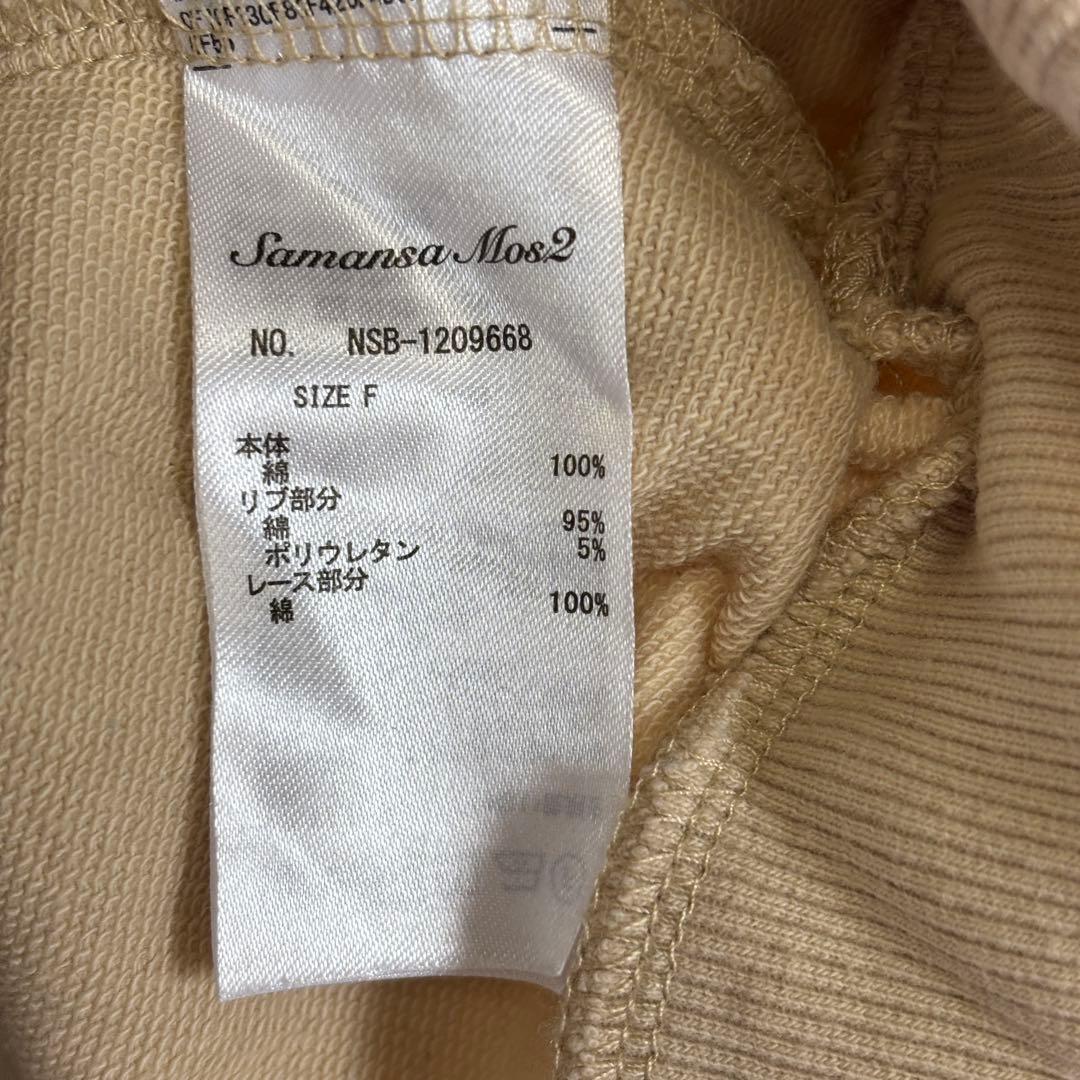 Samansa Mos2
NO. NSB-1209668
SIZE F
本体
綿 100%
リブ部分
綿 95%
ポリウレタン 5%
レース部分
綿 100%